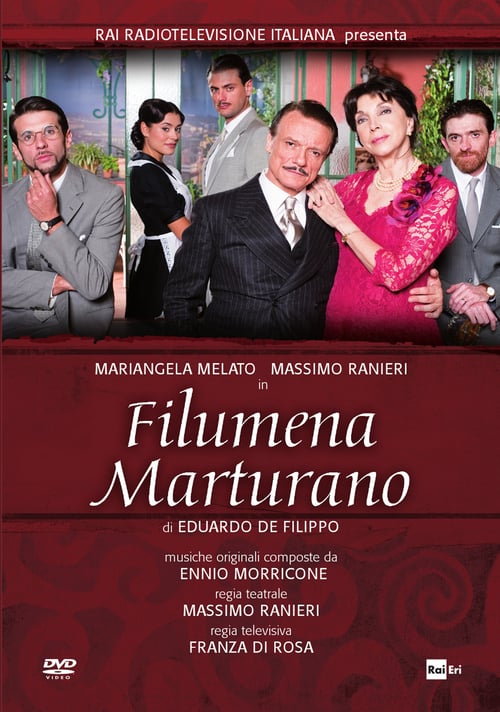 RAI RADIOTELEVISIONE ITALIANA presenta
MARIANGELA MELATO MASSIMO RANIERI
in
Filumena
Marturano
di EDUARDO DE FILIPPO
musiche originali composte da
ENNIO MORRICONE
regia teatrale
MASSIMO RANIERI
regia televisiva
FRANZA DI ROSA
DVD
VIDEO
Rai Eri